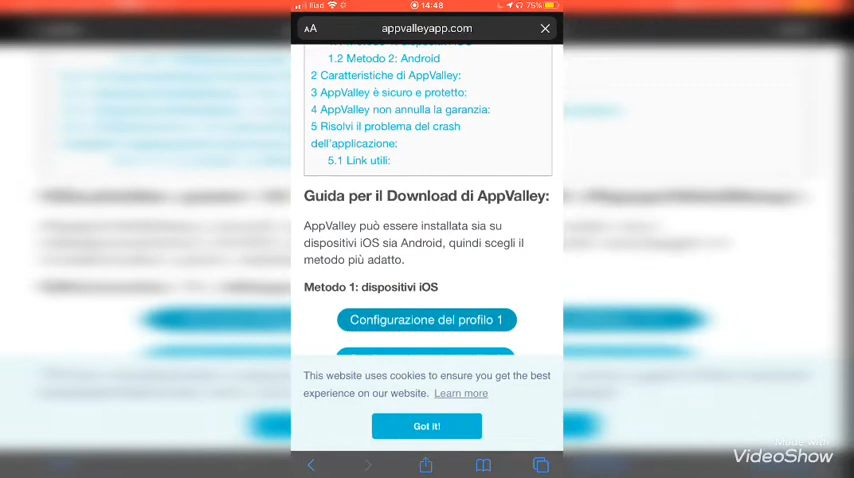 Iliad 14:48 75%
AA appvalleyapp.com
1.2 Metodo 2: Android
2 Caratteristiche di AppValley:
3 AppValley è sicuro e protetto:
4 AppValley non annulla la garanzia:
5 Risolvi il problema del crash
dell'applicazione:
5.1 Link utili:
Guida per il Download di AppValley:
AppValley può essere installata sia su
dispositivi iOS sia Android, quindi scegli il
metodo più adatto.
Metodo 1: dispositivi iOS
Configurazione del profilo 1
This website uses cookies to ensure you get the best
experience on our website. Learn more
Got it!
Made with
VideoShow